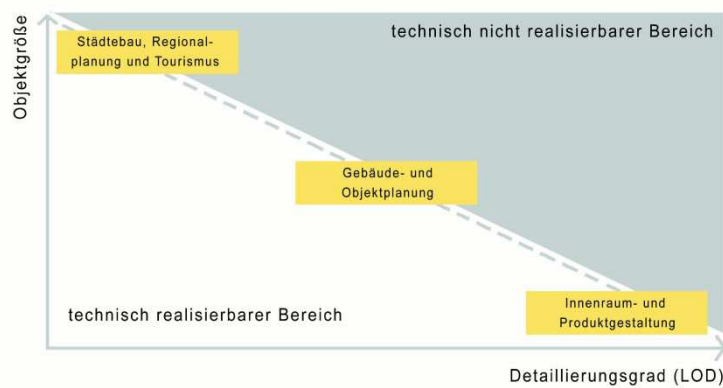 Städtebau, Regional-
planung und Tourismus
technisch nicht realisierbarer Bereich
Objektgröße
Gebäude- und
Objektplanung
Innenraum- und
Produktgestaltung
technisch realisierbarer Bereich
Detaillierungsgrad (LOD)